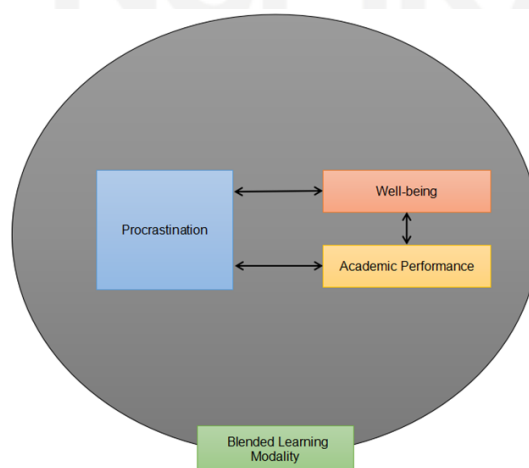 Well-being
Procrastination
Academic Performance
Blended Learning
Modality